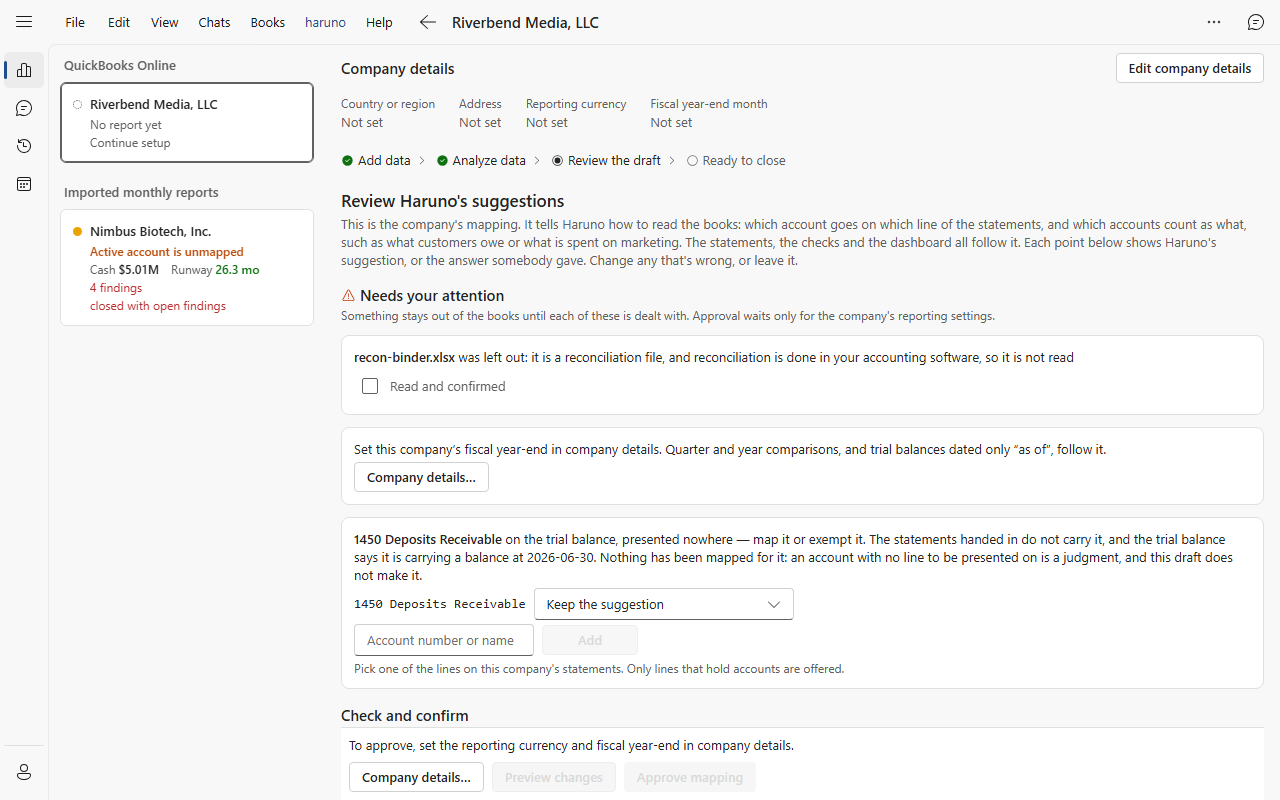 File Edit View Chats Books haruno Help Riverbend Media, LLC
QuickBooks Online
Riverbend Media, LLC
No report yet
Continue setup
Imported monthly reports
Nimbus Biotech, Inc.
Active account is unmapped
Cash $5.01M Runway 26.3 mo
4 findings
closed with open findings
Company details
Edit company details
Country or region Address Reporting currency Fiscal year-end month
Not set Not set Not set Not set
Add data Analyze data Review the draft Ready to close
Review Haruno's suggestions
This is the company's mapping. It tells Haruno how to read the books: which account goes on which line of the statements, and which accounts count as what,
such as what customers owe or what is spent on marketing. The statements, the checks and the dashboard all follow it. Each point below shows Haruno's
suggestion, or the answer somebody gave. Change any that's wrong, or leave it.
Needs your attention
Something stays out of the books until each of these is dealt with. Approval waits only for the company's reporting settings.
recon-binder.xlsx was left out: it is a reconciliation file, and reconciliation is done in your accounting software, so it is not read
Read and confirmed
Set this company's fiscal year-end in company details. Quarter and year comparisons, and trial balances dated only “as of”, follow it.
Company details...
1450 Deposits Receivable on the trial balance, presented nowhere — map it or exempt it. The statements handed in do not carry it, and the trial balance
says it is carrying a balance at 2026-06-30. Nothing has been mapped for it: an account with no line to be presented on is a judgment, and this draft does
not make it.
1450 Deposits Receivable Keep the suggestion
Account number or name Add
Pick one of the lines on this company's statements. Only lines that hold accounts are offered.
Check and confirm
To approve, set the reporting currency and fiscal year-end in company details.
Company details... Preview changes Approve mapping